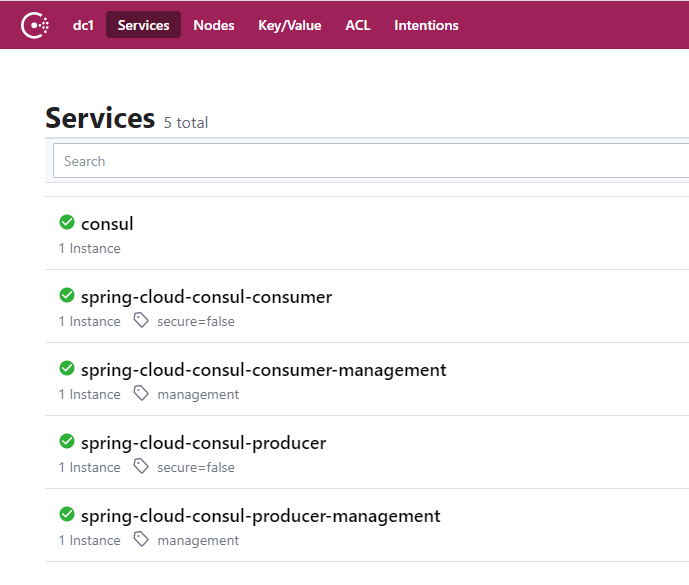 dc1 Services Nodes Key/Value ACL Intentions
Services 5 total
Search
consul
1 Instance
spring-cloud-consul-consumer
1 Instance secure=false
spring-cloud-consul-consumer-management
1 Instance management
spring-cloud-consul-producer
1 Instance secure=false
spring-cloud-consul-producer-management
1 Instance management